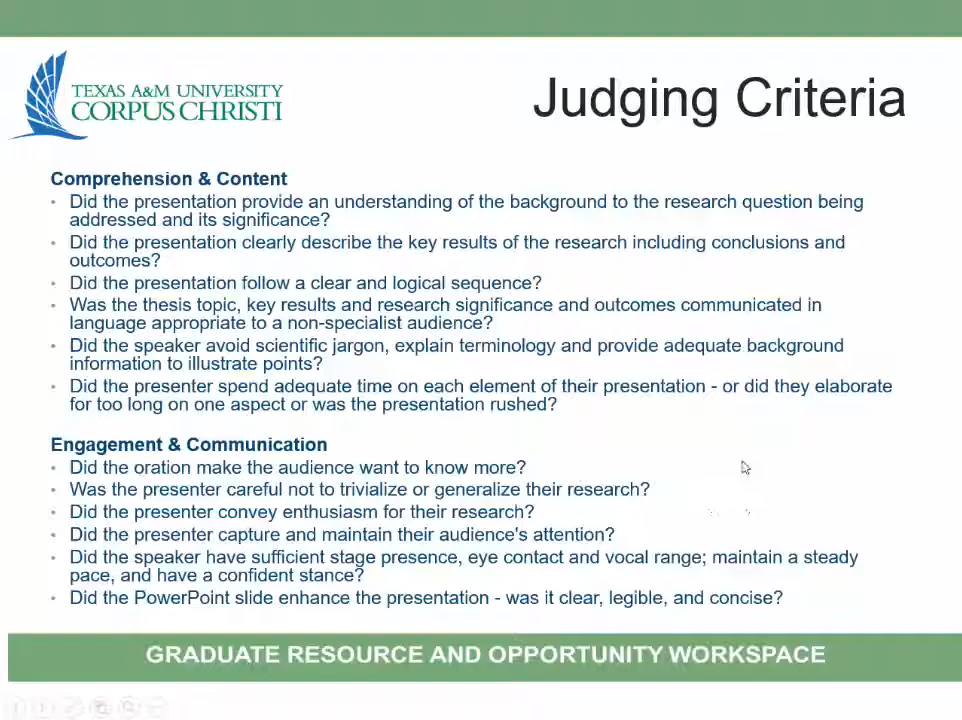 TEXAS A&M UNIVERSITY
CORPUS CHRISTI
Judging Criteria
Comprehension & Content
• Did the presentation provide an understanding of the background to the research question being
addressed and its significance?
• Did the presentation clearly describe the key results of the research including conclusions and
outcomes?
• Did the presentation follow a clear and logical sequence?
• Was the thesis topic, key results and research significance and outcomes communicated in
language appropriate to a non-specialist audience?
• Did the speaker avoid scientific jargon, explain terminology and provide adequate background
information to illustrate points?
• Did the presenter spend adequate time on each element of their presentation - or did they elaborate
for too long on one aspect or was the presentation rushed?
Engagement & Communication
• Did the oration make the audience want to know more?
• Was the presenter careful not to trivialize or generalize their research?
• Did the presenter convey enthusiasm for their research?
• Did the presenter capture and maintain their audience's attention?
• Did the speaker have sufficient stage presence, eye contact and vocal range; maintain a steady
pace, and have a confident stance?
• Did the PowerPoint slide enhance the presentation - was it clear, legible, and concise?
GRADUATE RESOURCE AND OPPORTUNITY WORKSPACE